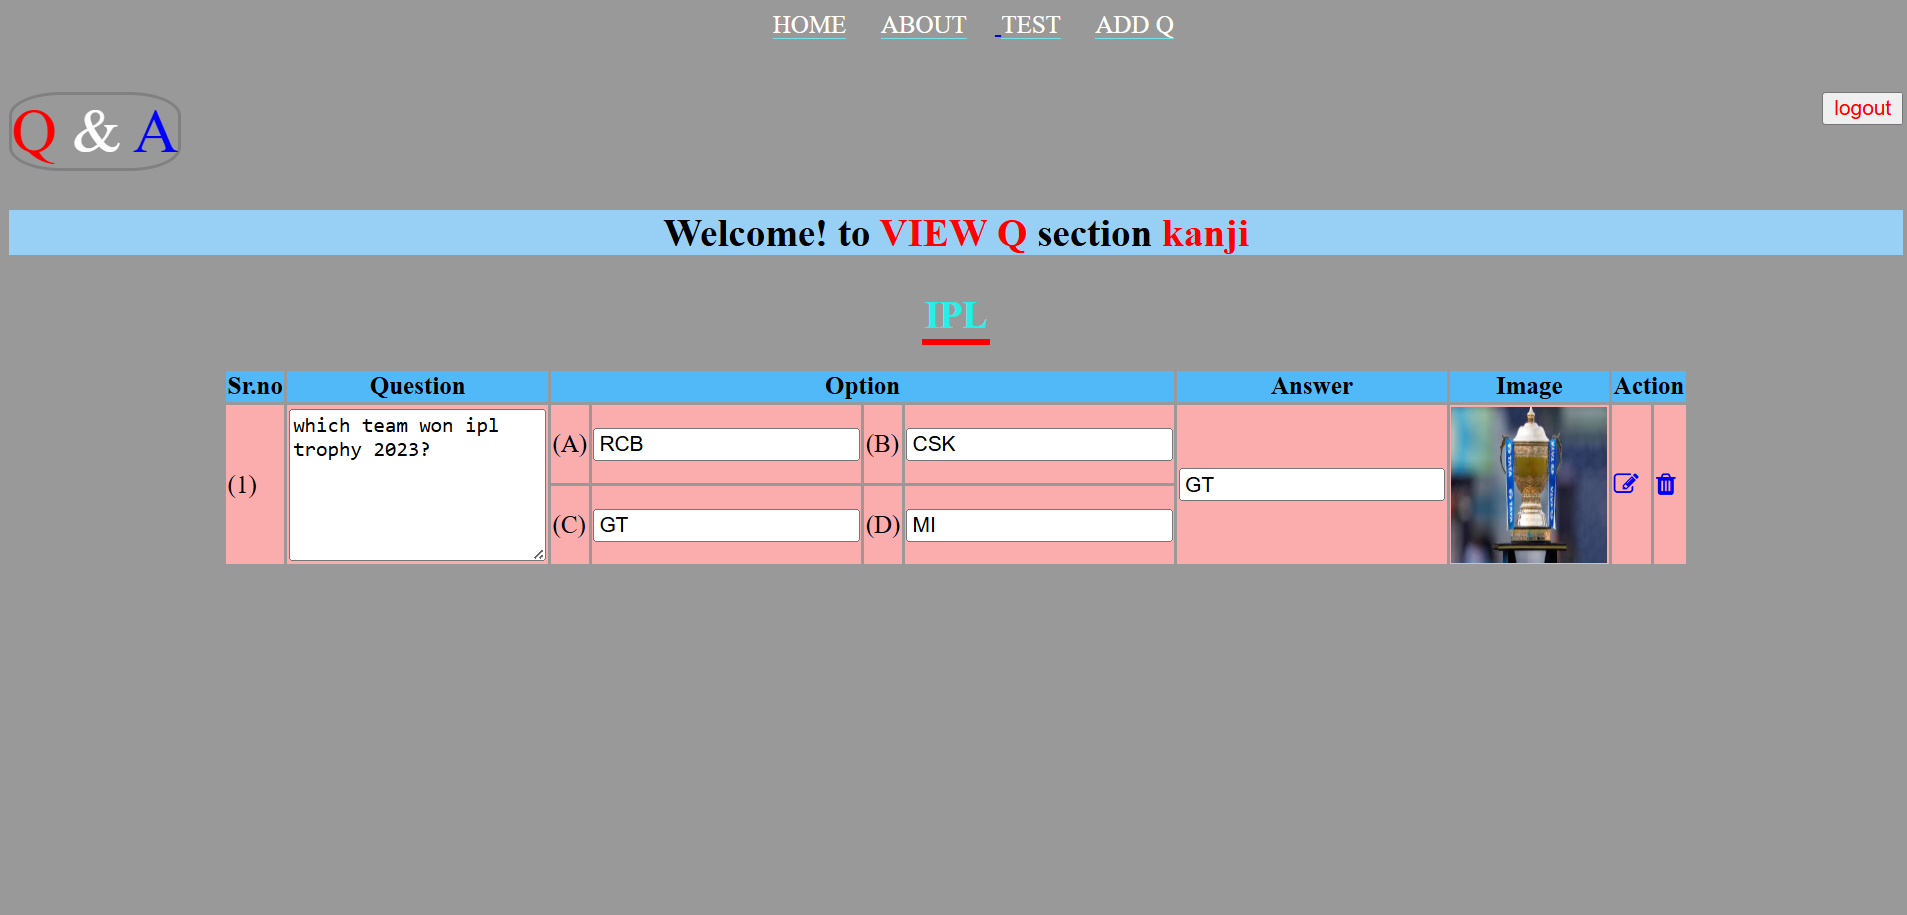 HOME ABOUT TEST ADD Q
Q & A
logout
Welcome! to VIEW Q section kanji
IPL
Sr.no Question Option Answer Image Action
(1)
which team won ipl
trophy 2023?
(A) RCB (B) CSK
(C) GT (D) MI
GT